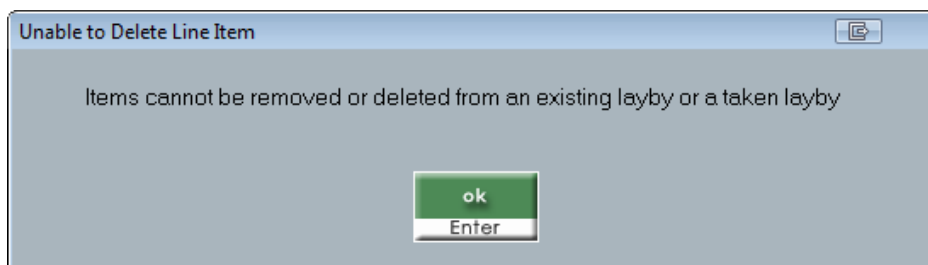 Unable to Delete Line Item
Items cannot be removed or deleted from an existing layby or a taken layby
ok
Enter